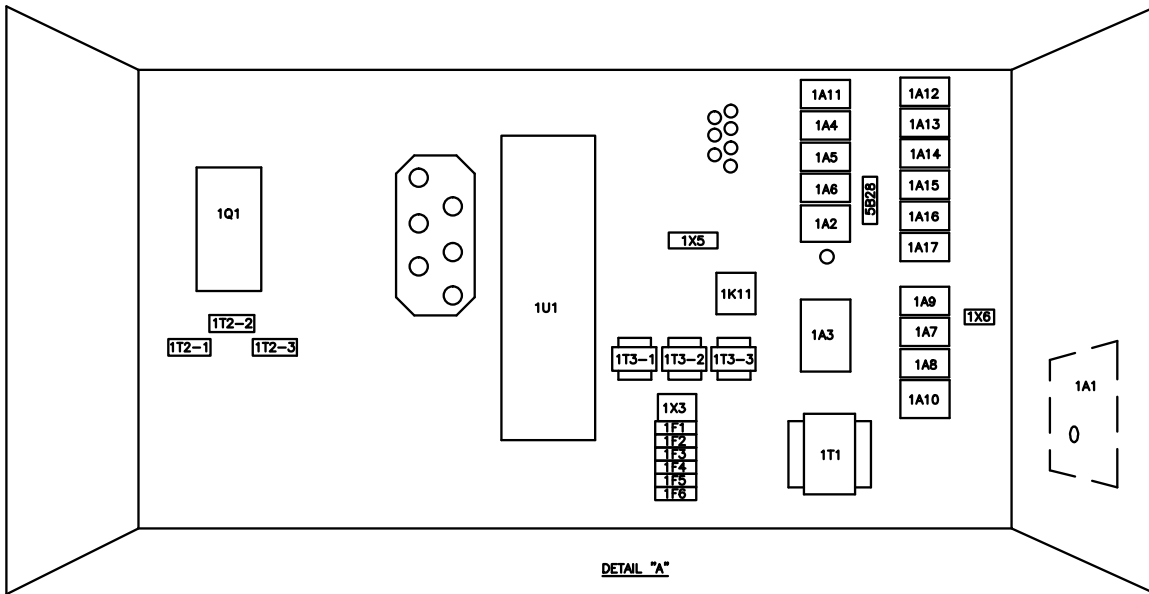 1A11
1A12
1A4
1A13
1A5
1A14
1A6
5B28
1A15
1Q1
1A2
1A16
1X5
1A17
1K11
1U1
1A9
1X6
1T2-2
1A3
1A7
1T2-1
1T2-3
1T3-1
1T3-2
1T3-3
1A8
1A1
1X3
1A10
1F1
1F2
1F3
1T1
1F4
1F5
1F6
DETAIL "A"